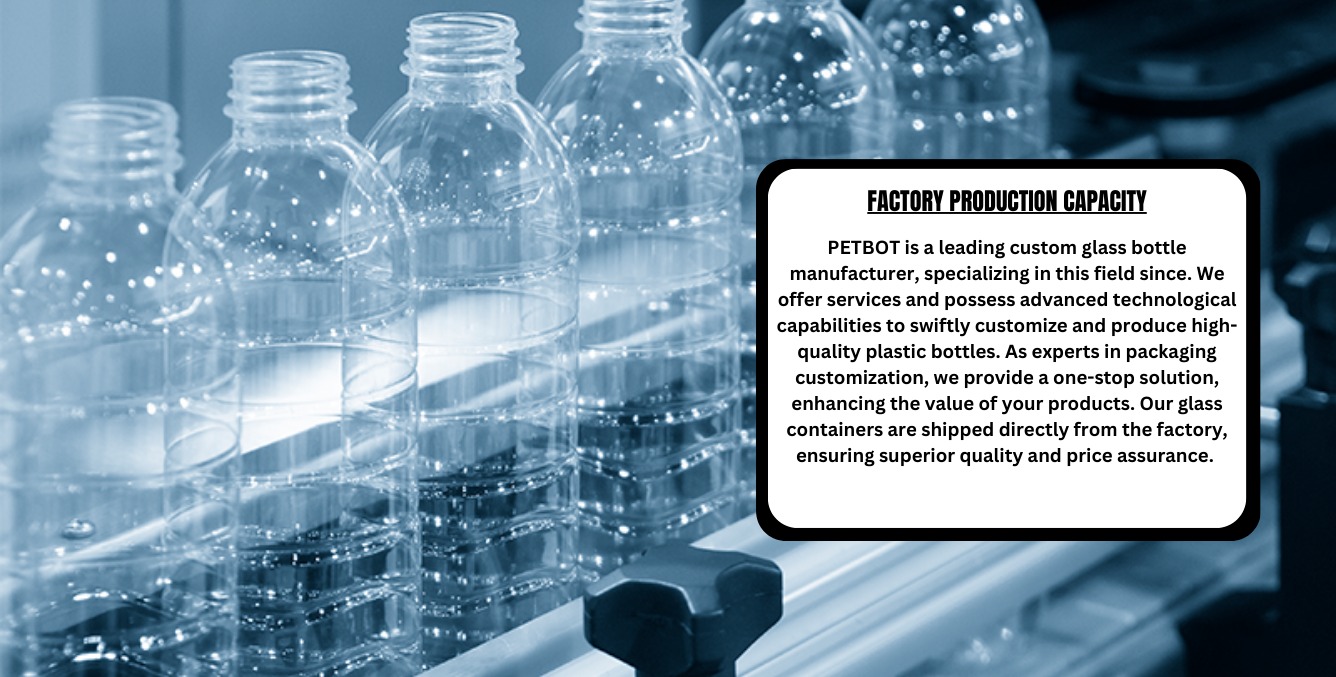 FACTORY PRODUCTION CAPACITY
PETBOT is a leading custom glass bottle
manufacturer, specializing in this field since. We
offer services and possess advanced technological
capabilities to swiftly customize and produce high-
quality plastic bottles. As experts in packaging
customization, we provide a one-stop solution,
enhancing the value of your products. Our glass
containers are shipped directly from the factory,
ensuring superior quality and price assurance.